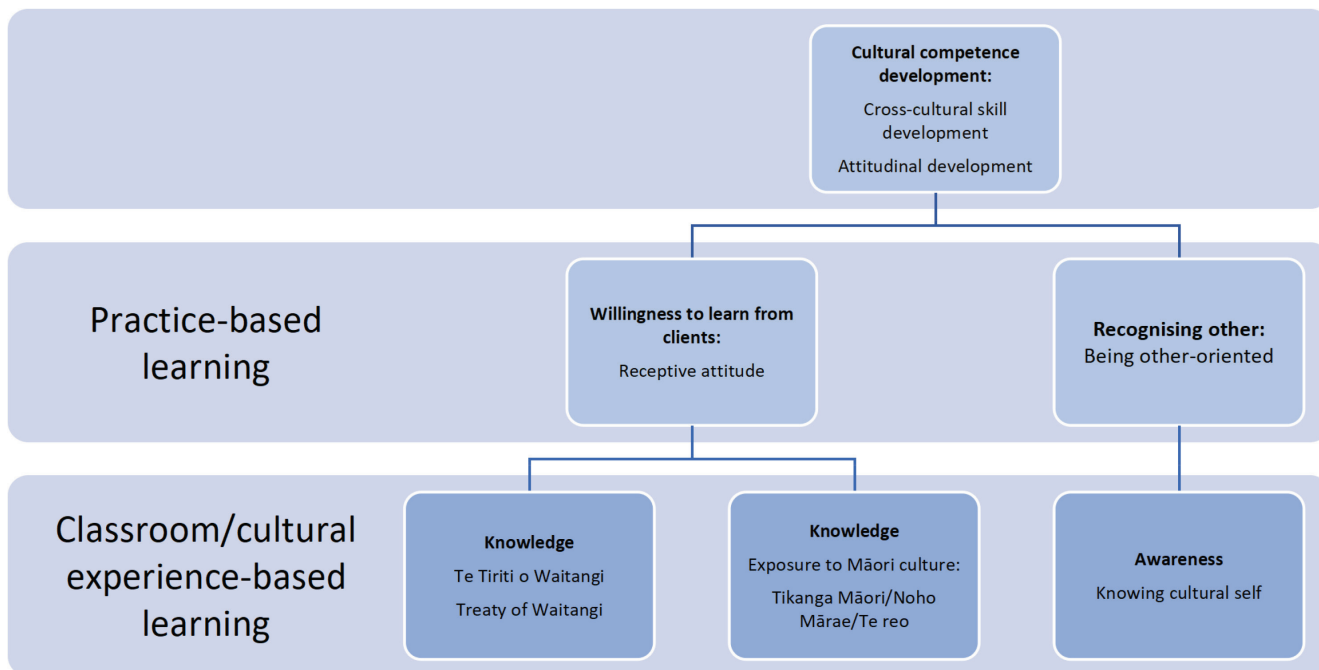 Cultural competence
development:
Cross-cultural skill
development
Attitudinal development
Practice-based
learning
Willingness to learn from
clients:
Receptive attitude
Recognising other:
Being other-oriented
Classroom/cultural
experience-based
learning
Knowledge
Te Tiriti o Waitangi
Treaty of Waitangi
Knowledge
Exposure to Māori culture:
Tikanga Māori/Noho
Mārae/Te reo
Awareness
Knowing cultural self